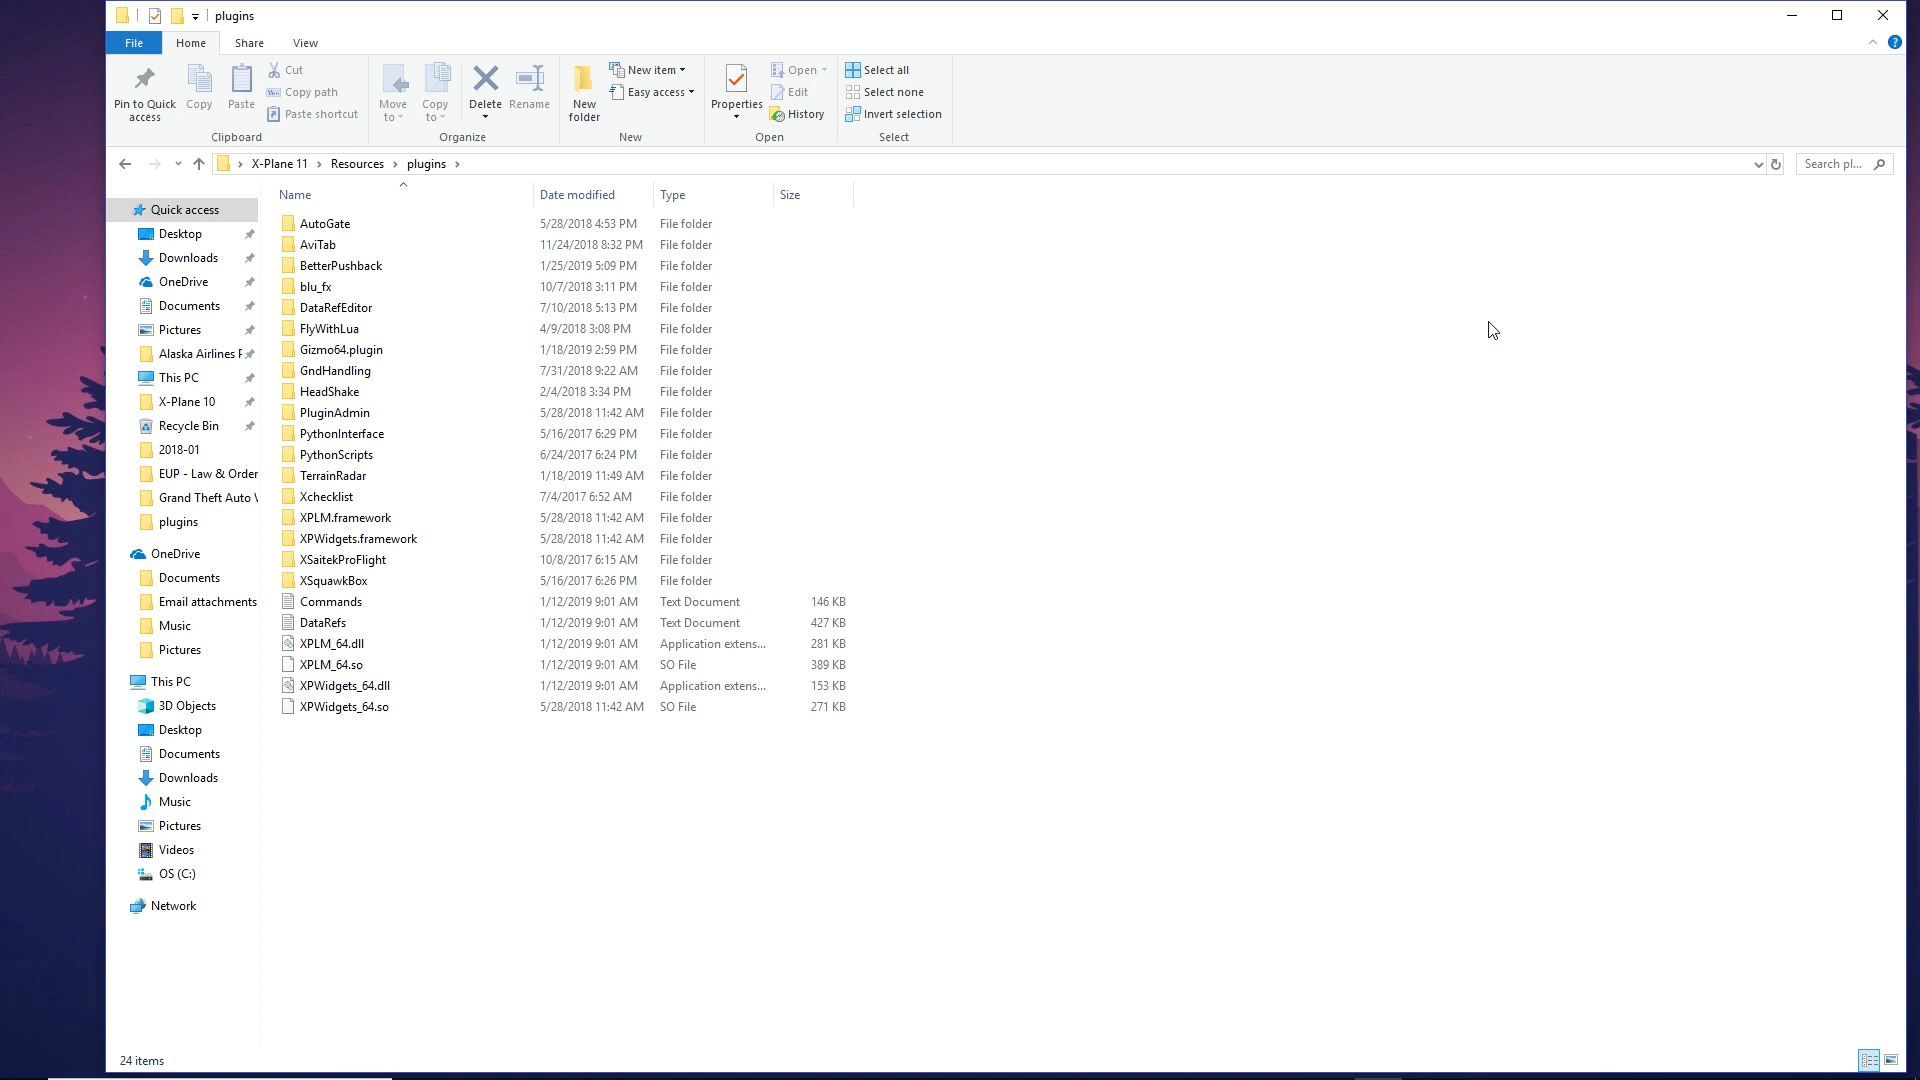 plugins
File Home Share View
Pin to Quick access
Copy
Paste
Cut
Copy path
Paste shortcut
Clipboard
Move to
Copy to
Delete
Rename
Organize
New folder
New item
Easy access
New
Properties
Open
Edit
History
Open
Select all
Select none
Invert selection
Select
X-Plane 11 > Resources > plugins >
Search pl...
Name Date modified Type Size
Quick access
Desktop
Downloads
OneDrive
Documents
Pictures
Alaska Airlines
This PC
X-Plane 10
Recycle Bin
2018-01
EUP - Law & Order
Grand Theft Auto
plugins
OneDrive
Documents
Email attachments
Music
Pictures
This PC
3D Objects
Desktop
Documents
Downloads
Music
Pictures
Videos
OS (C:)
Network
AutoGate 5/28/2018 4:53 PM File folder
AviTab 11/24/2018 8:32 PM File folder
BetterPushback 1/25/2019 5:09 PM File folder
blu_fx 10/7/2018 3:11 PM File folder
DataRefEditor 7/10/2018 5:13 PM File folder
FlyWithLua 4/9/2018 3:08 PM File folder
Gizmo64.plugin 1/18/2019 2:59 PM File folder
GndHandling 7/31/2018 9:22 AM File folder
HeadShake 2/4/2018 3:34 PM File folder
PluginAdmin 5/28/2018 11:42 AM File folder
PythonInterface 5/16/2017 6:29 PM File folder
PythonScripts 6/24/2017 6:24 PM File folder
TerrainRadar 1/18/2019 11:49 AM File folder
Xchecklist 7/4/2017 6:52 AM File folder
XPLM.framework 5/28/2018 11:42 AM File folder
XPWidgets.framework 5/28/2018 11:42 AM File folder
XSaitekProFlight 10/8/2017 6:15 AM File folder
XSquawkBox 5/16/2017 6:26 PM File folder
Commands 1/12/2019 9:01 AM Text Document 146 KB
DataRefs 1/12/2019 9:01 AM Text Document 427 KB
XPLM_64.dll 1/12/2019 9:01 AM Application extens... 281 KB
XPLM_64.so 1/12/2019 9:01 AM SO File 389 KB
XPWidgets_64.dll 1/12/2019 9:01 AM Application extens... 153 KB
XPWidgets_64.so 5/28/2018 11:42 AM SO File 271 KB
24 items